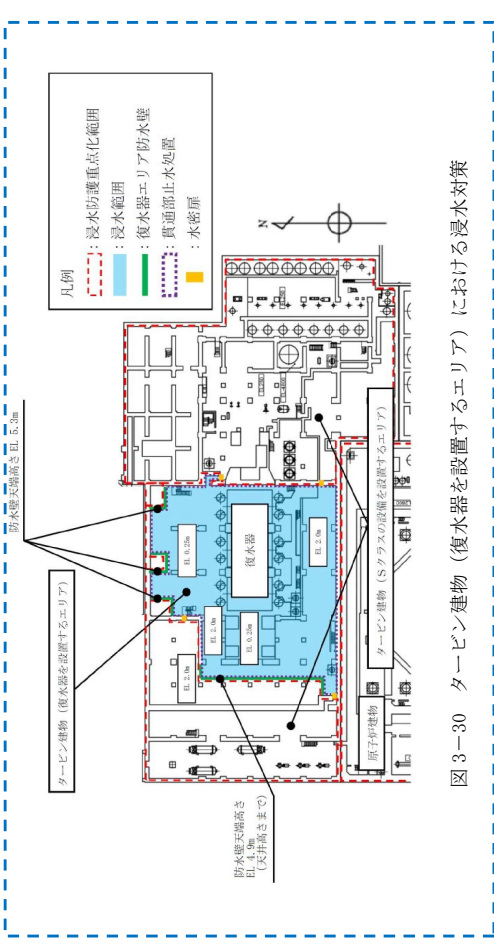 防水壁天端高さ EL 5.3m
タービン建物（復水器を設置するエリア）
凡例
：浸水防護重点化範囲
：浸水範囲
：復水器エリア防水壁
：貫通部止水処置
：水密扉
N
EL 0.25m
EL 2.0m
EL 2.0m
EL 0.25m
復水器
EL 2.0m
防水壁天端高さ
EL 4.9m
（天井高さまで）
原子炉建物
タービン建物（Sクラスの設備を設置するエリア）
図 3－30　タービン建物（復水器を設置するエリア）における浸水対策